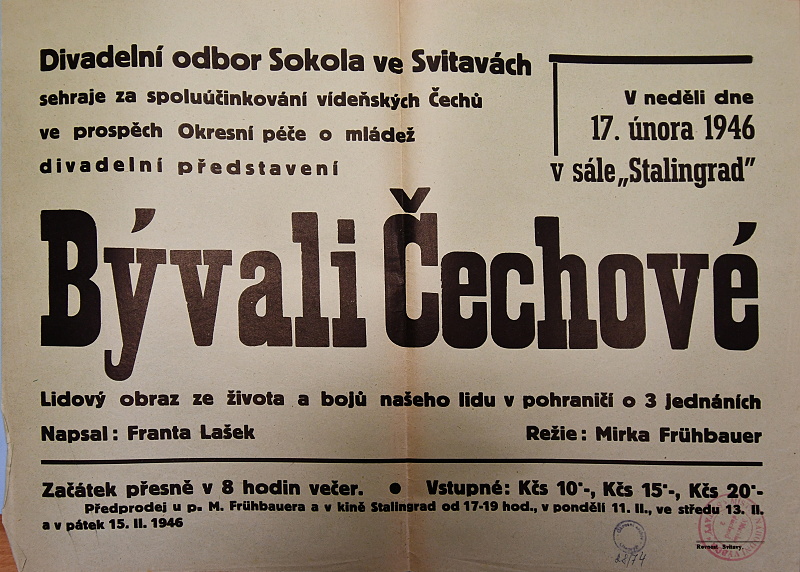 Divadelní odbor Sokola ve Svitavách
sehraje za spoluúčinkování vídeňských Čechů
ve prospěch Okresní péče o mládež
divadelní představení
V neděli dne
17. února 1946
v sále „Stalingrad"
Bývali Čechové
Lidový obraz ze života a bojů našeho lidu v pohraničí o 3 jednáních
Napsal: Franta Lašek
Režie: Mirka Frühbauer
Začátek přesně v 8 hodin večer. ● Vstupné: Kčs 10·-, Kčs 15·-, Kčs 20·-
Předprodej u p. M. Frühbauera a v kině Stalingrad od 17-19 hod., v pondělí 11. II., ve středu 13. II.
a v pátek 15. II. 1946
Svitavy.
22/74